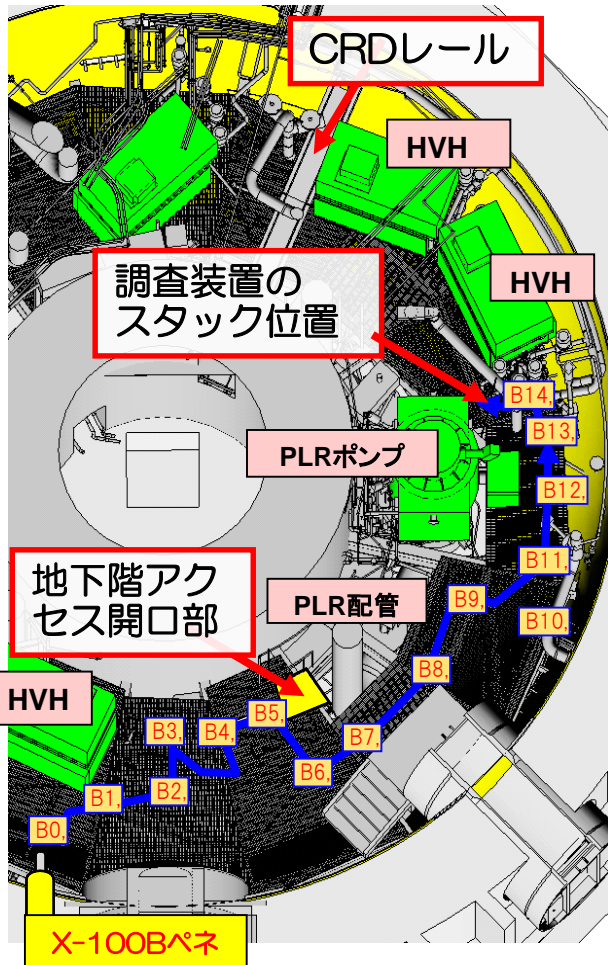 CRDレール
HVH
HVH
調査装置の
スタック位置
B14,
B13,
PLRポンプ
B12,
B11,
地下階アク
セス開口部
PLR配管
B9,
B10,
B8,
HVH
B5,
B3,
B4,
B7,
B6,
B1,
B2,
B0,
X-100Bペネ